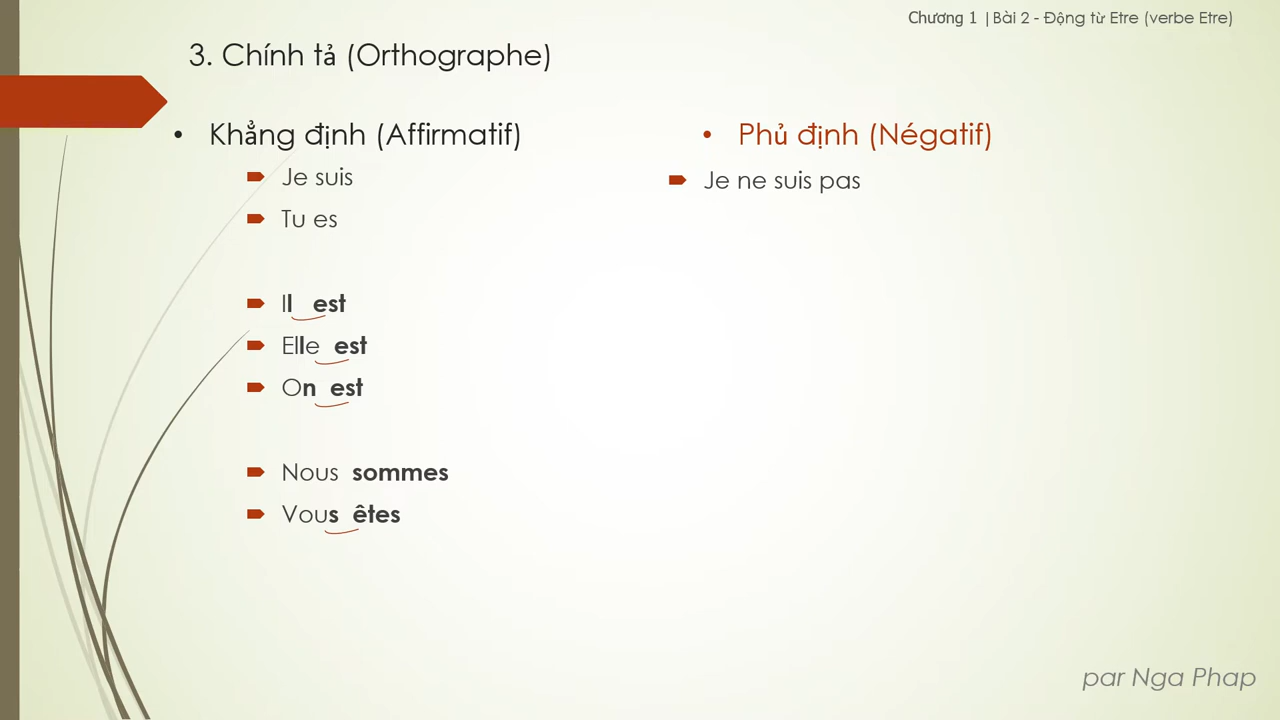 Chương 1 | Bài 2 - Động từ Etre (verbe Etre)
3. Chính tả (Orthographe)
• Khẳng định (Affirmatif)
Je suis
Tu es
Il est
Elle est
On est
Nous sommes
Vous êtes
• Phủ định (Négatif)
Je ne suis pas
par Nga Phap